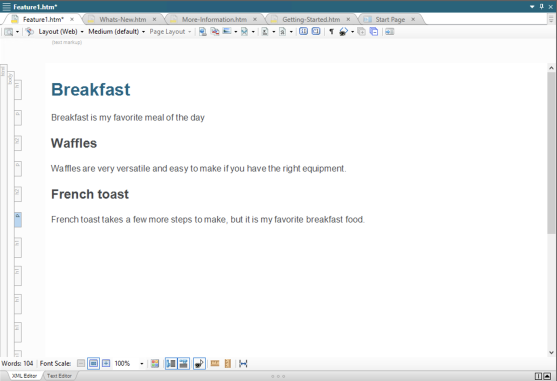 Feature1.htm*
Feature1.htm* × Whats-New.htm × More-Information.htm × Getting-Started.htm × Start Page ×
Layout (Web) Medium (default) Page Layout
(text markup)
Breakfast
Breakfast is my favorite meal of the day
Waffles
Waffles are very versatile and easy to make if you have the right equipment.
French toast
French toast takes a few more steps to make, but it is my favorite breakfast food.
Words: 104 Font Scale: 100%
XML Editor Text Editor